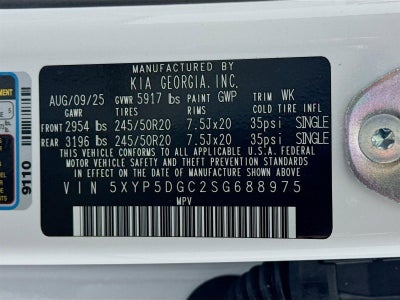 MANUFACTURED BY
KIA GEORGIA, INC.
AUG/09/25 GVWR 5917 lbs PAINT GWP TRIM WK
GAWR TIRES RIMS COLD TIRE INFL
FRONT 2954 lbs 245/50R20 7.5Jx20 35psi SINGLE
REAR 3196 lbs 245/50R20 7.5Jx20 35psi SINGLE
THIS VEHICLE CONFORMS TO ALL APPLICABLE U.S.A. FEDERAL
MOTOR VEHICLE SAFETY AND THEFT PREVENTION STANDARDS IN
EFFECT ON THE DATE OF MANUFACTURE SHOWN ABOVE.
VIN 5XYP5DGC2SG688975
MPV
9110